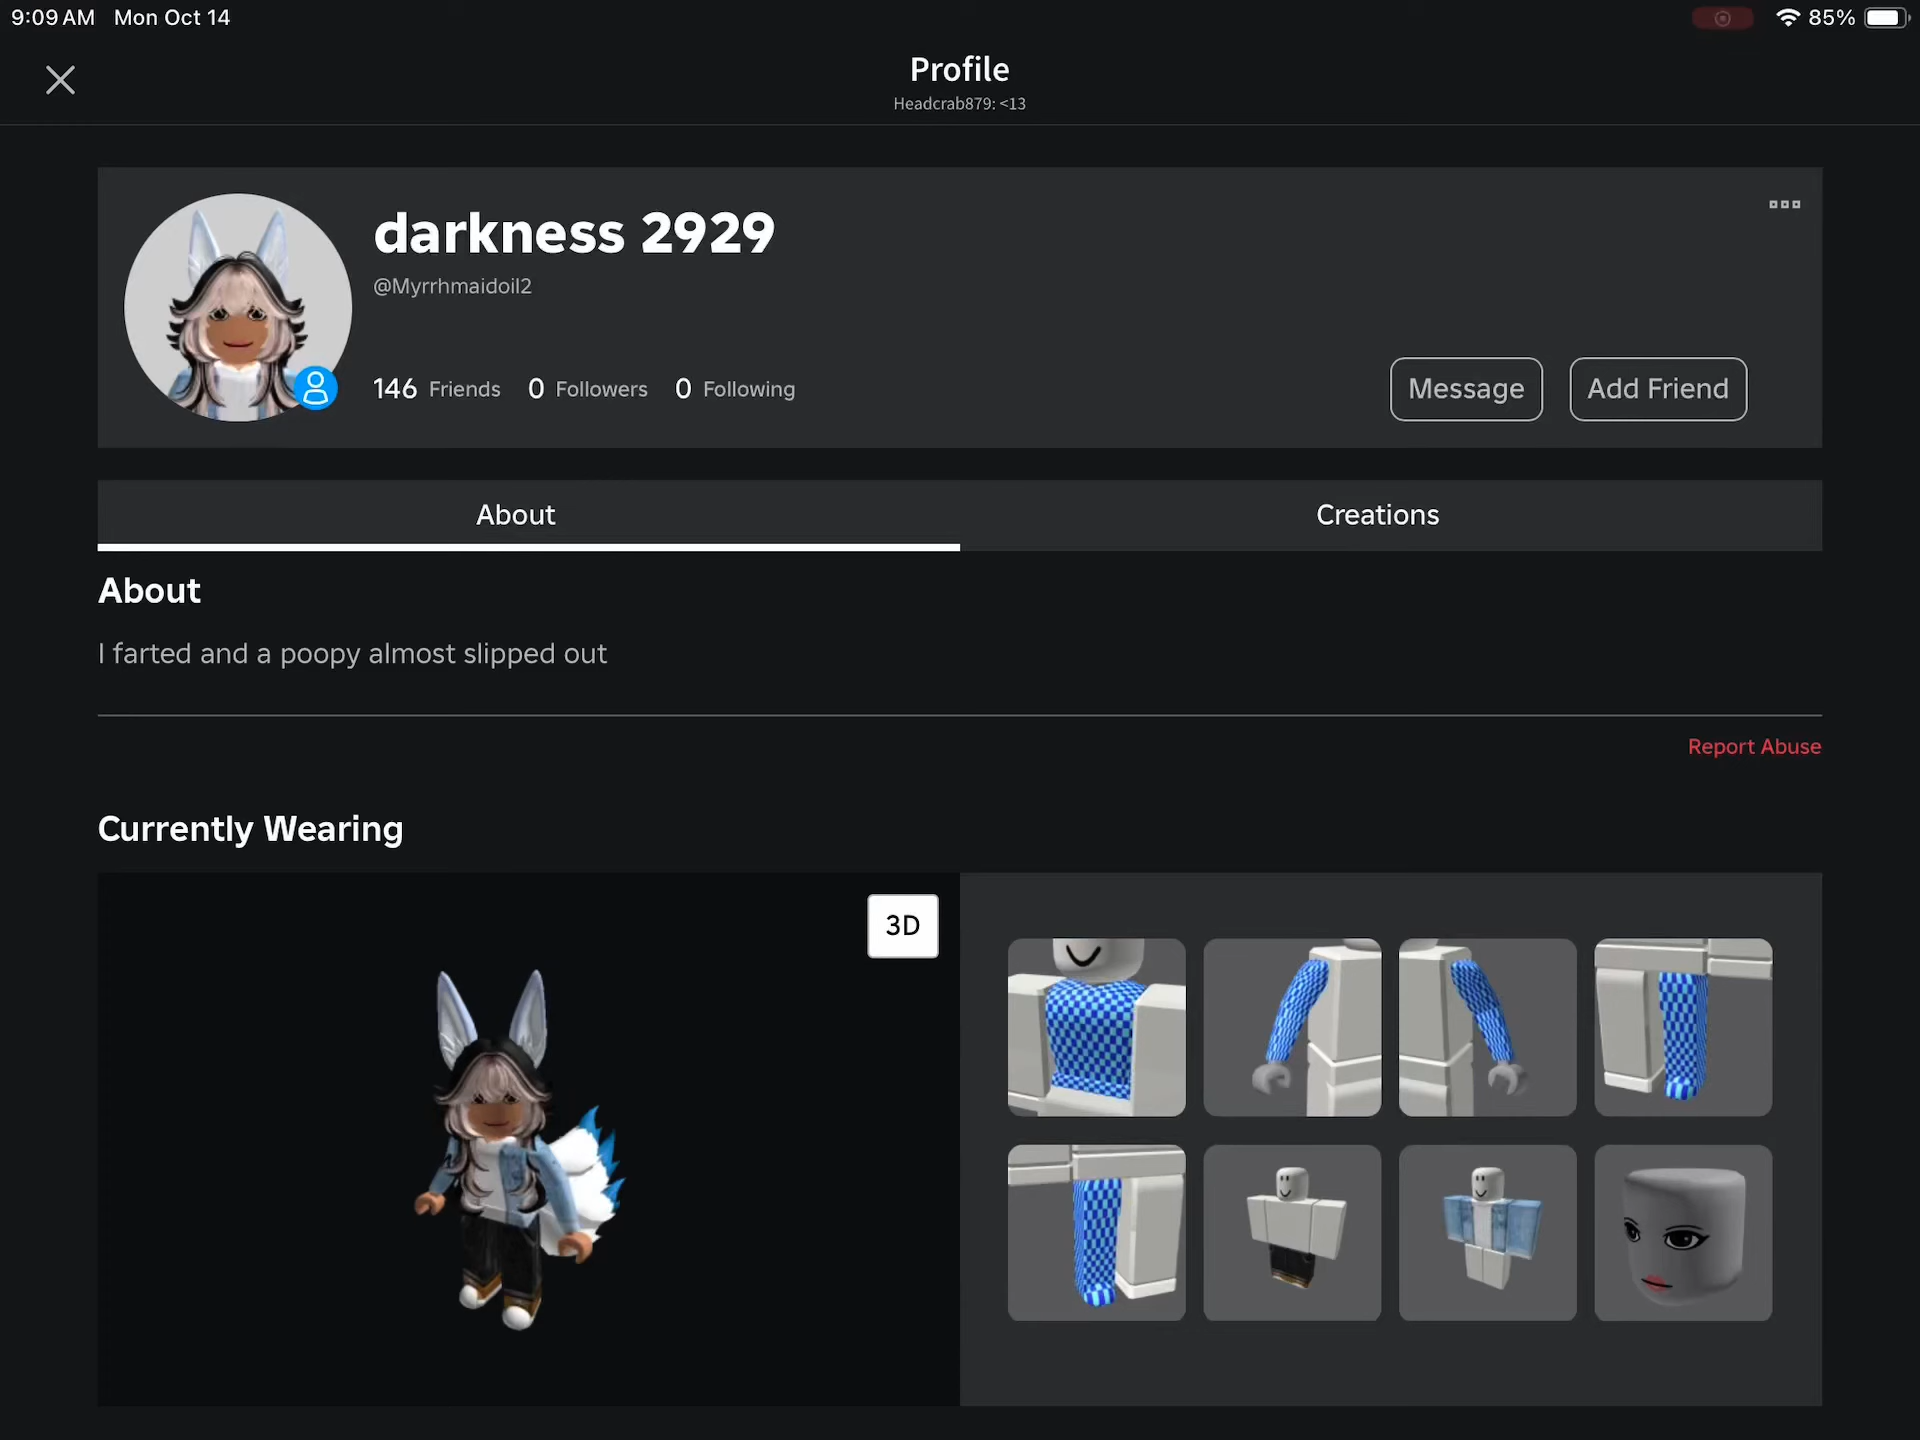 9:09 AM Mon Oct 14
85%
Profile
Headcrab879: <13
darkness 2929
@Myrrhmaidoil2
146 Friends 0 Followers 0 Following
Message Add Friend
About Creations
About
I farted and a poopy almost slipped out
Report Abuse
Currently Wearing
3D